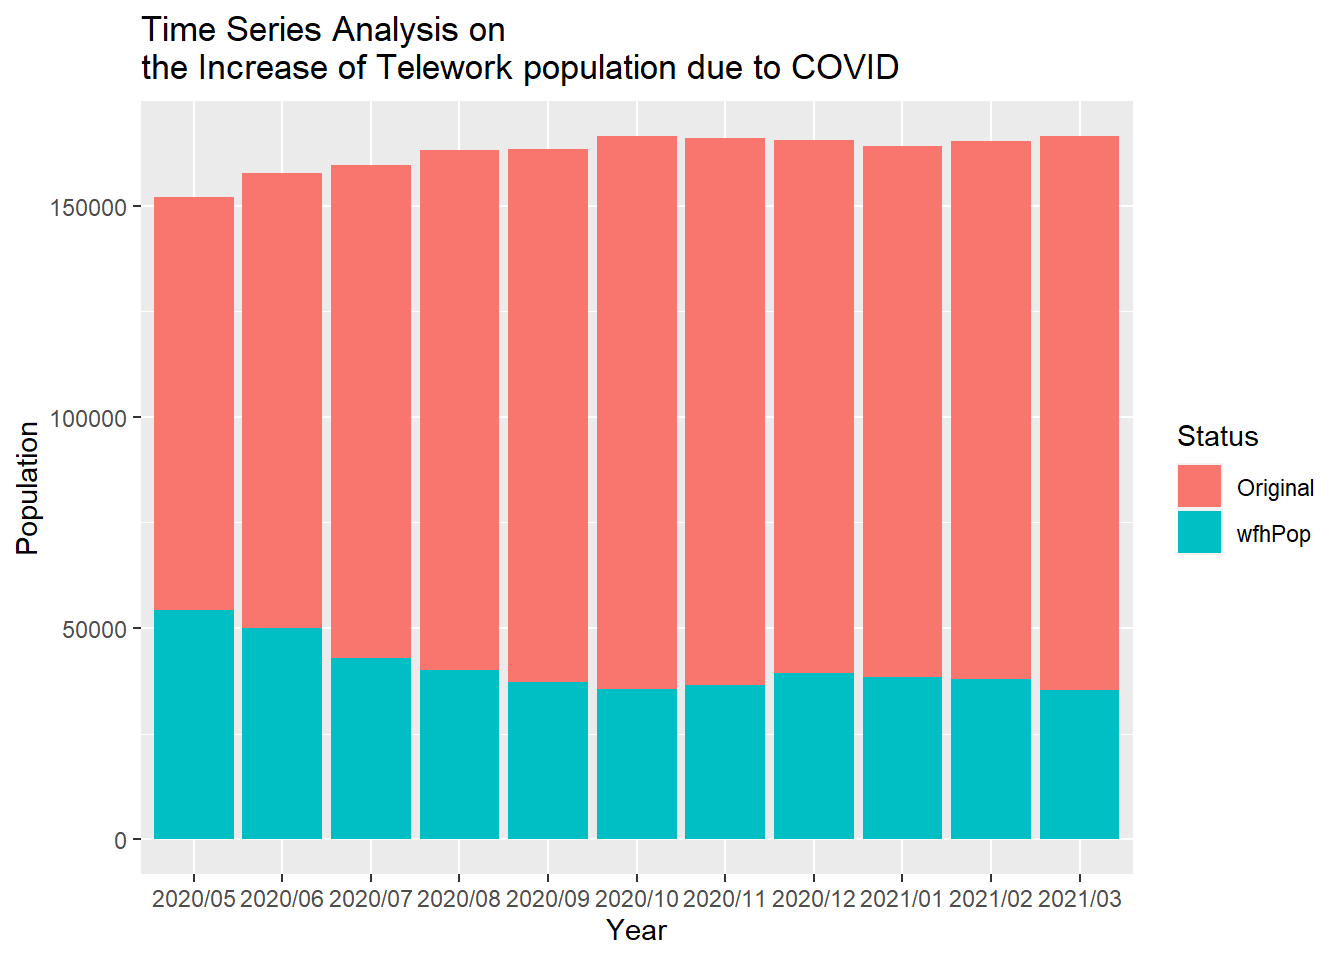 Time Series Analysis on
the Increase of Telework population due to COVID
Population
150000
100000
50000
0
2020/05 2020/06 2020/07 2020/08 2020/09 2020/10 2020/11 2020/12 2021/01 2021/02 2021/03
Year
Status
Original
wfhPop